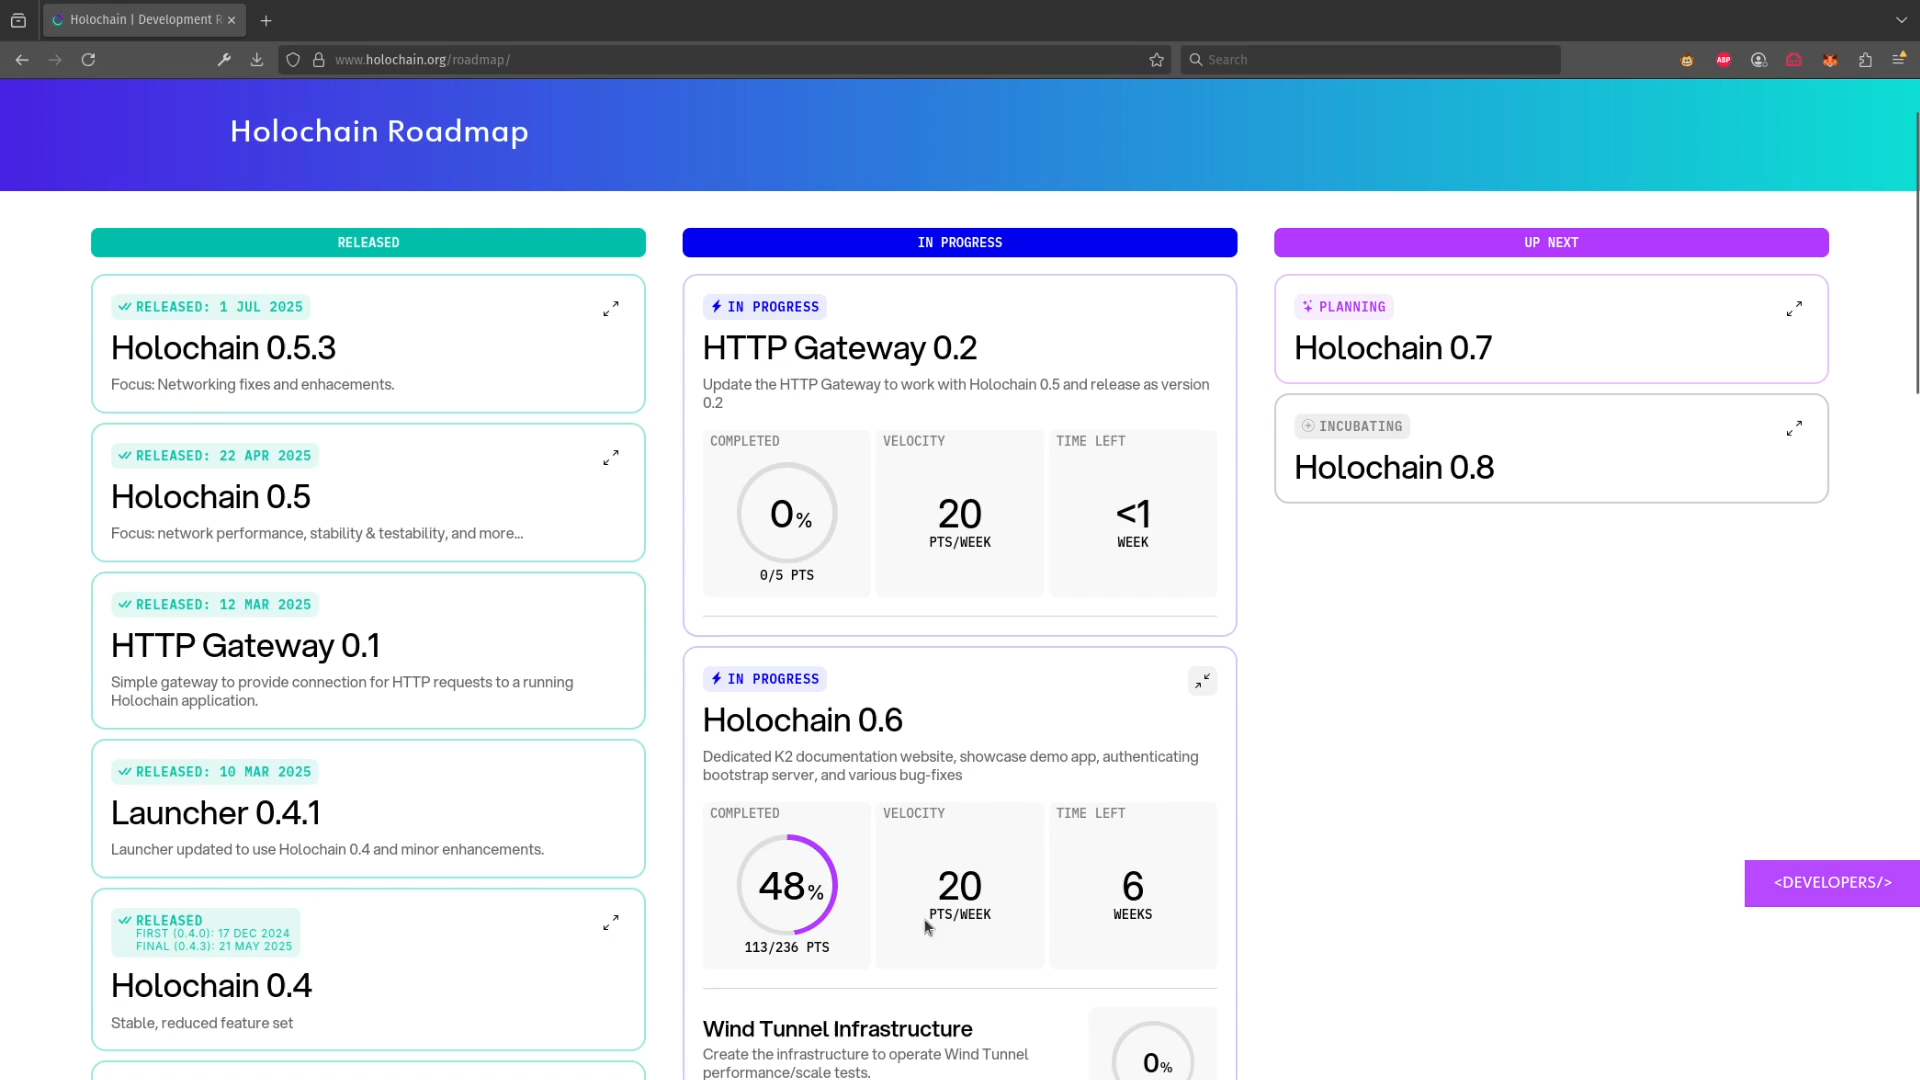 Holochain | Development R
www.holochain.org/roadmap/
Search
ABP
Holochain Roadmap
RELEASED
RELEASED: 1 JUL 2025
Holochain 0.5.3
Focus: Networking fixes and enhacements.
RELEASED: 22 APR 2025
Holochain 0.5
Focus: network performance, stability & testability, and more...
RELEASED: 12 MAR 2025
HTTP Gateway 0.1
Simple gateway to provide connection for HTTP requests to a running
Holochain application.
RELEASED: 10 MAR 2025
Launcher 0.4.1
Launcher updated to use Holochain 0.4 and minor enhancements.
RELEASED
FIRST (0.4.0): 17 DEC 2024
FINAL (0.4.3): 21 MAY 2025
Holochain 0.4
Stable, reduced feature set
IN PROGRESS
IN PROGRESS
HTTP Gateway 0.2
Update the HTTP Gateway to work with Holochain 0.5 and release as version
0.2
COMPLETED
0%
0/5 PTS
VELOCITY
20
PTS/WEEK
TIME LEFT
<1
WEEK
IN PROGRESS
Holochain 0.6
Dedicated K2 documentation website, showcase demo app, authenticating
bootstrap server, and various bug-fixes
COMPLETED
48%
113/236 PTS
VELOCITY
20
PTS/WEEK
TIME LEFT
6
WEEKS
Wind Tunnel Infrastructure
Create the infrastructure to operate Wind Tunnel
performance/scale tests.
0%
UP NEXT
PLANNING
Holochain 0.7
INCUBATING
Holochain 0.8
<DEVELOPERS/>